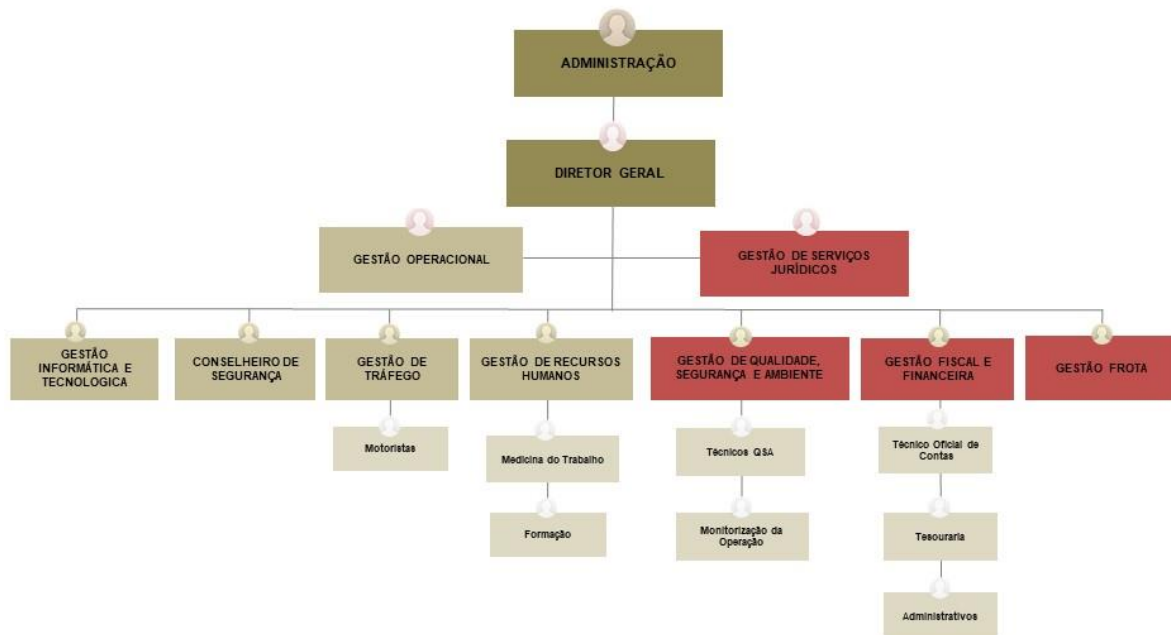 ADMINISTRAÇÃO
DIRETOR GERAL
GESTÃO OPERACIONAL
GESTÃO DE SERVIÇOS
JURÍDICOS
GESTÃO
INFORMÁTICA E
TECNOLOGICA
CONSELHEIRO DE
SEGURANÇA
GESTÃO DE
TRÁFEGO
GESTÃO DE RECURSOS
HUMANOS
GESTÃO DE QUALIDADE,
SEGURANÇA E AMBIENTE
GESTÃO FISCAL E
FINANCEIRA
GESTÃO FROTA
Motoristas
Medicina do Trabalho
Técnicos QSA
Técnico Oficial de
Contas
Formação
Monitorização da
Operação
Tesouraria
Administrativos